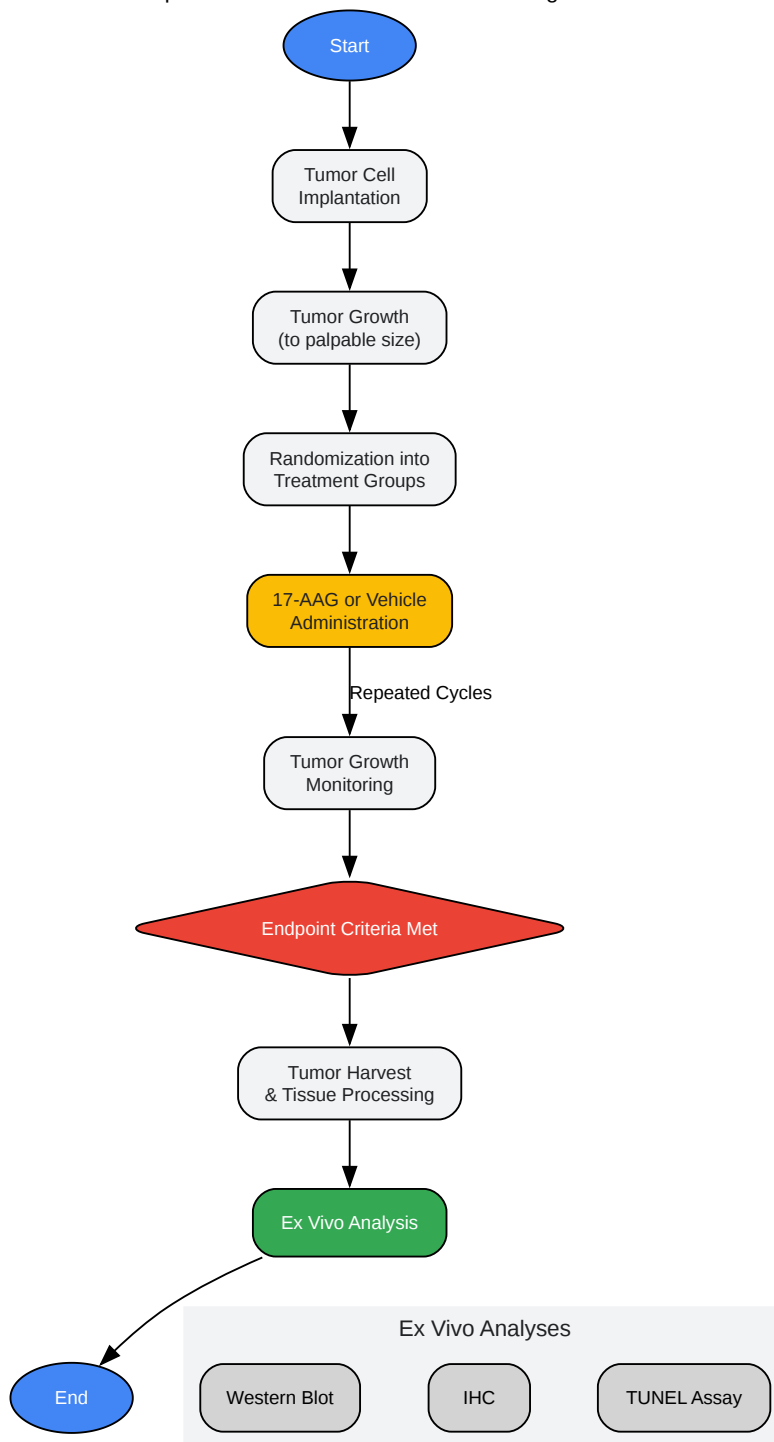 Start
Tumor Cell
Implantation
Tumor Growth
(to palpable size)
Randomization into
Treatment Groups
17-AAG or Vehicle
Administration
Repeated Cycles
Tumor Growth
Monitoring
Endpoint Criteria Met
Tumor Harvest
& Tissue Processing
Ex Vivo Analysis
Ex Vivo Analyses
End
Western Blot
IHC
TUNEL Assay